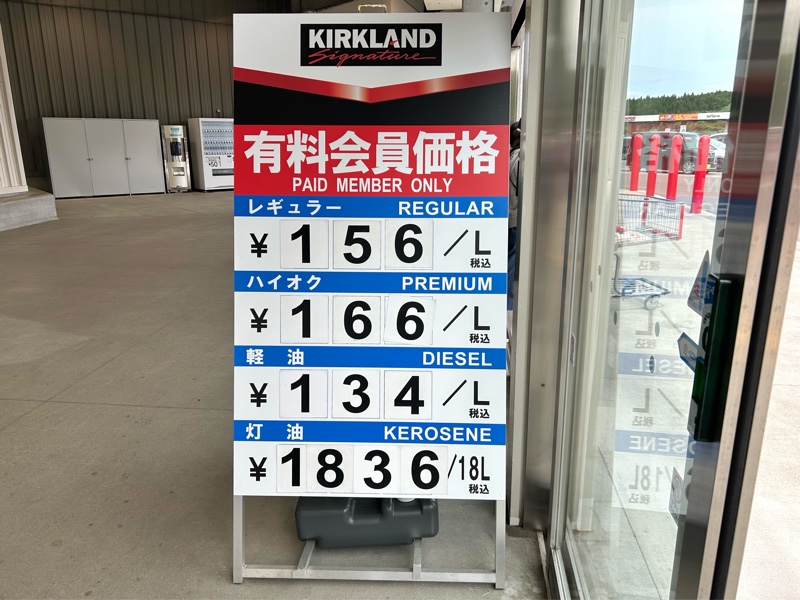 KIRKLAND
Signature
有料会員価格
PAID MEMBER ONLY
レギュラー REGULAR
¥156/L
税込
ハイオク PREMIUM
¥166/L
税込
軽油 DIESEL
¥134/L
税込
灯油 KEROSENE
¥1836/18L
税込